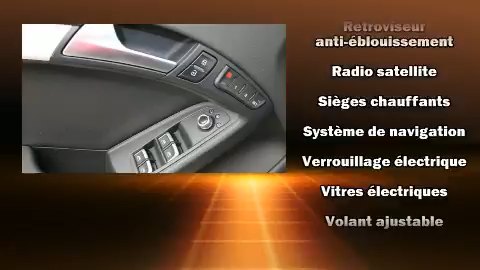 Retroviseur
anti-éblouissement
Radio satellite
Sièges chauffants
Système de navigation
Verrouillage électrique
Vitres électriques
Volant ajustable